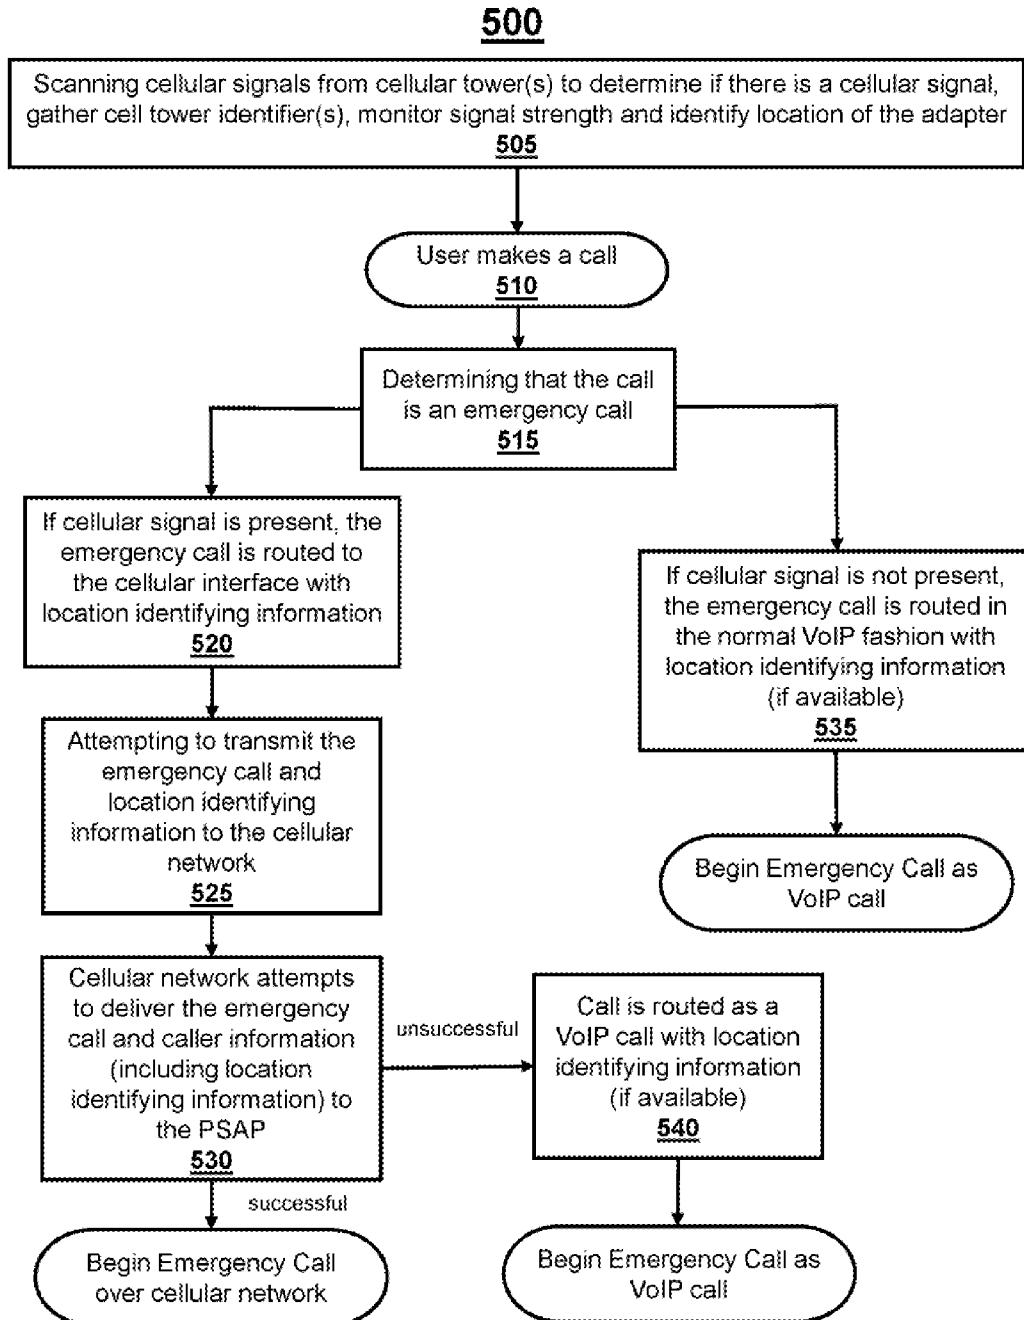 500
Scanning cellular signals from cellular tower(s) to determine if there is a cellular signal,
gather cell tower identifier(s), monitor signal strength and identify location of the adapter
505
User makes a call
510
Determining that the call
is an emergency call
515
If cellular signal is present, the
emergency call is routed to
the cellular interface with
location identifying information
520
If cellular signal is not present,
the emergency call is routed in
the normal VoIP fashion with
location identifying information
(if available)
535
Attempting to transmit the
emergency call and
location identifying
information to the cellular
network
525
Begin Emergency Call as
VoIP call
Cellular network attempts
to deliver the emergency
call and caller information
(including location
identifying information) to
the PSAP
530
unsuccessful
Call is routed as a
VoIP call with location
identifying information
(if available)
540
successful
Begin Emergency Call
over cellular network
Begin Emergency Call as
VoIP call